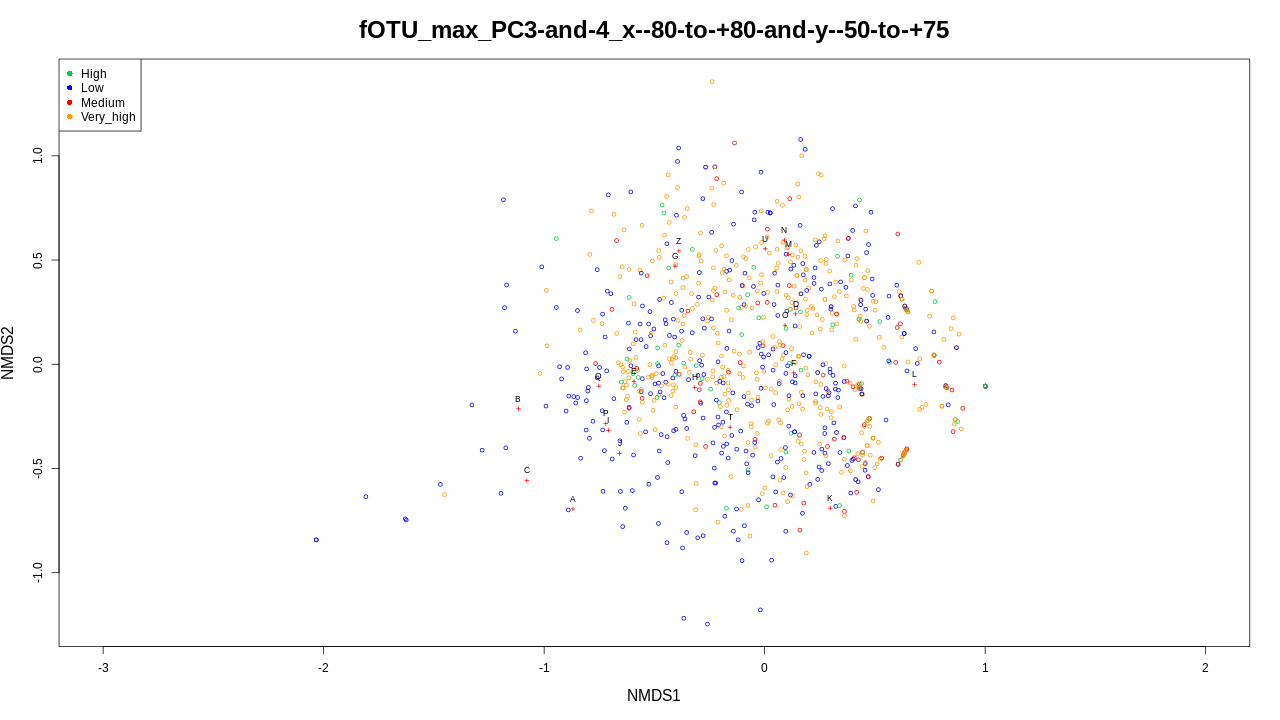 fOTU_max_PC3-and-4_x--80-to-+80-and-y--50-to-+75
High
Low
Medium
Very_high
NMDS2
1.0
0.5
0.0
-0.5
-1.0
Z
G
U
N
M
D
O
F
E
Q
H
L
B
P
J
T
C
A
K
-3
-2
-1
0
1
2
NMDS1